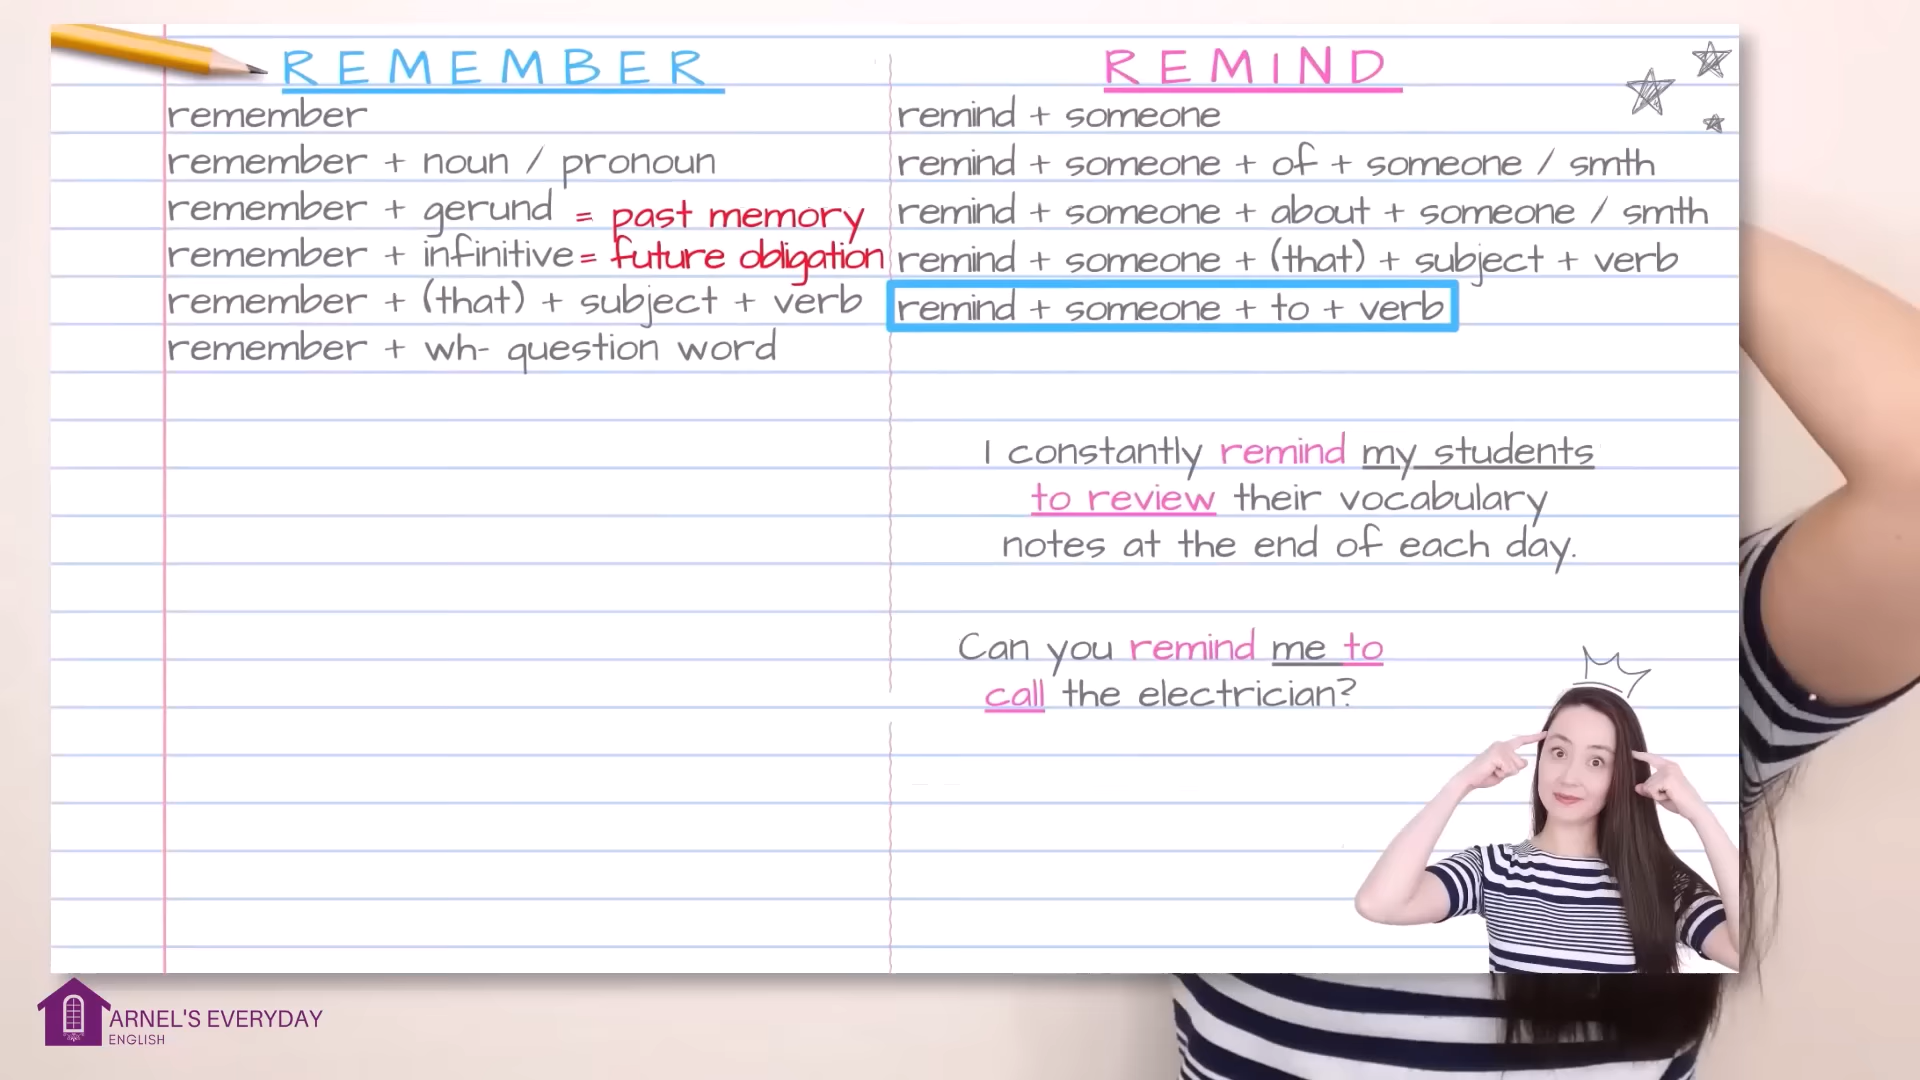 REMEMBER
remember
remember + noun / pronoun
remember + gerund = past memory
remember + infinitive = future obligation
remember + (that) + subject + verb
remember + wh- question word
REMIND
remind + someone
remind + someone + of + someone / smth
remind + someone + about + someone / smth
remind + someone + (that) + subject + verb
remind + someone + to + verb
I constantly remind my students
to review their vocabulary
notes at the end of each day.
Can you remind me to
call the electrician?
ARNEL'S EVERYDAY
ENGLISH